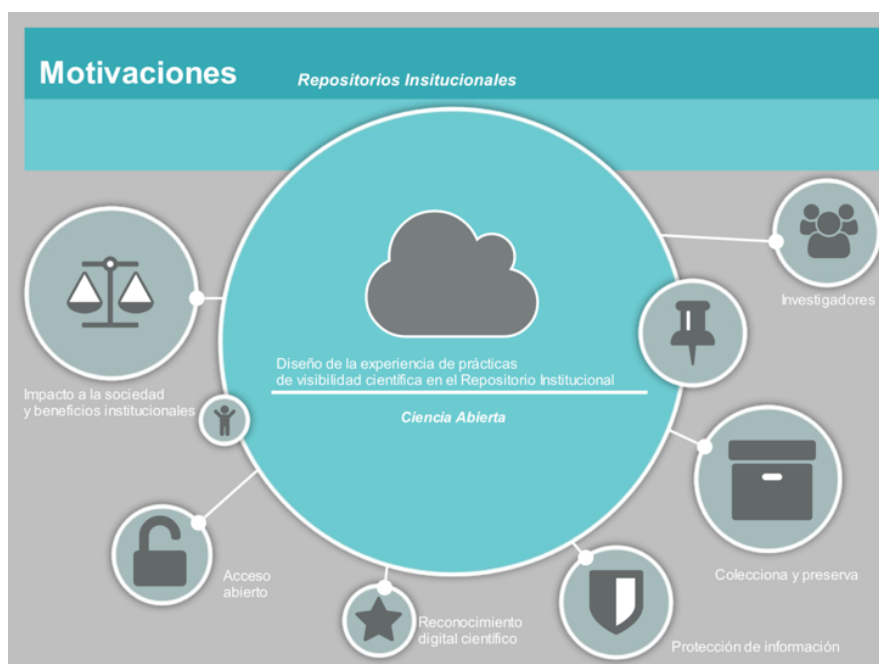 Motivaciones
Repositorios Insitucionales
Investigadores
Diseño de la experiencia de prácticas
de visibilidad científica en el Repositorio Institucional
Ciencia Abierta
Impacto a la sociedad
y beneficios institucionales
Acceso
abierto
Reconocimiento
digital científico
Protección de información
Colecciona y preserva